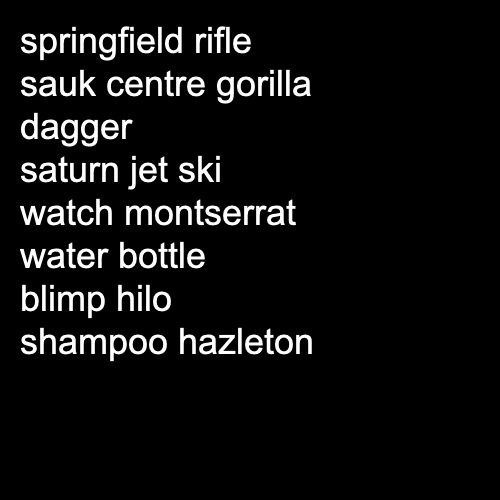 springfield rifle
sauk centre gorilla
dagger
saturn jet ski
watch montserrat
water bottle
blimp hilo
shampoo hazleton